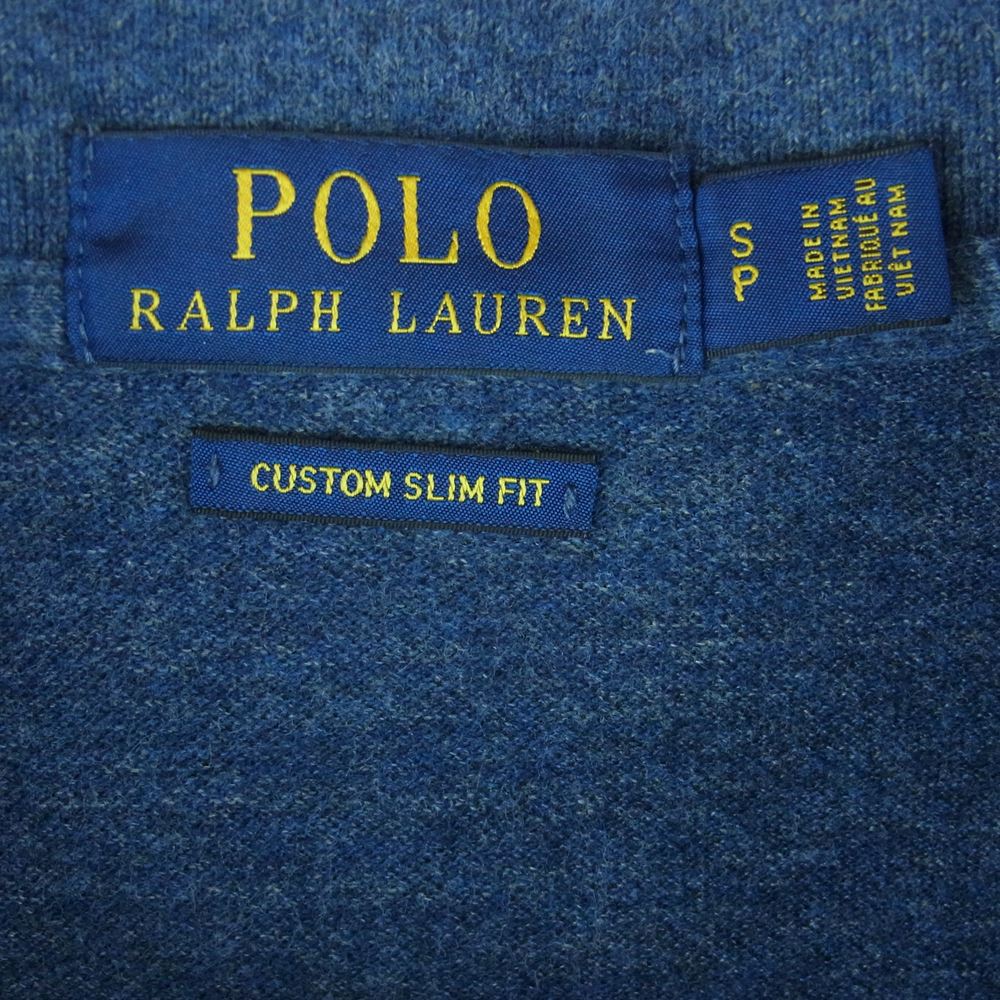 POLO
RALPH LAUREN
S
P
MADE IN
VIETNAM
FABRIQUÉ AU
VIÊT NAM
CUSTOM SLIM FIT